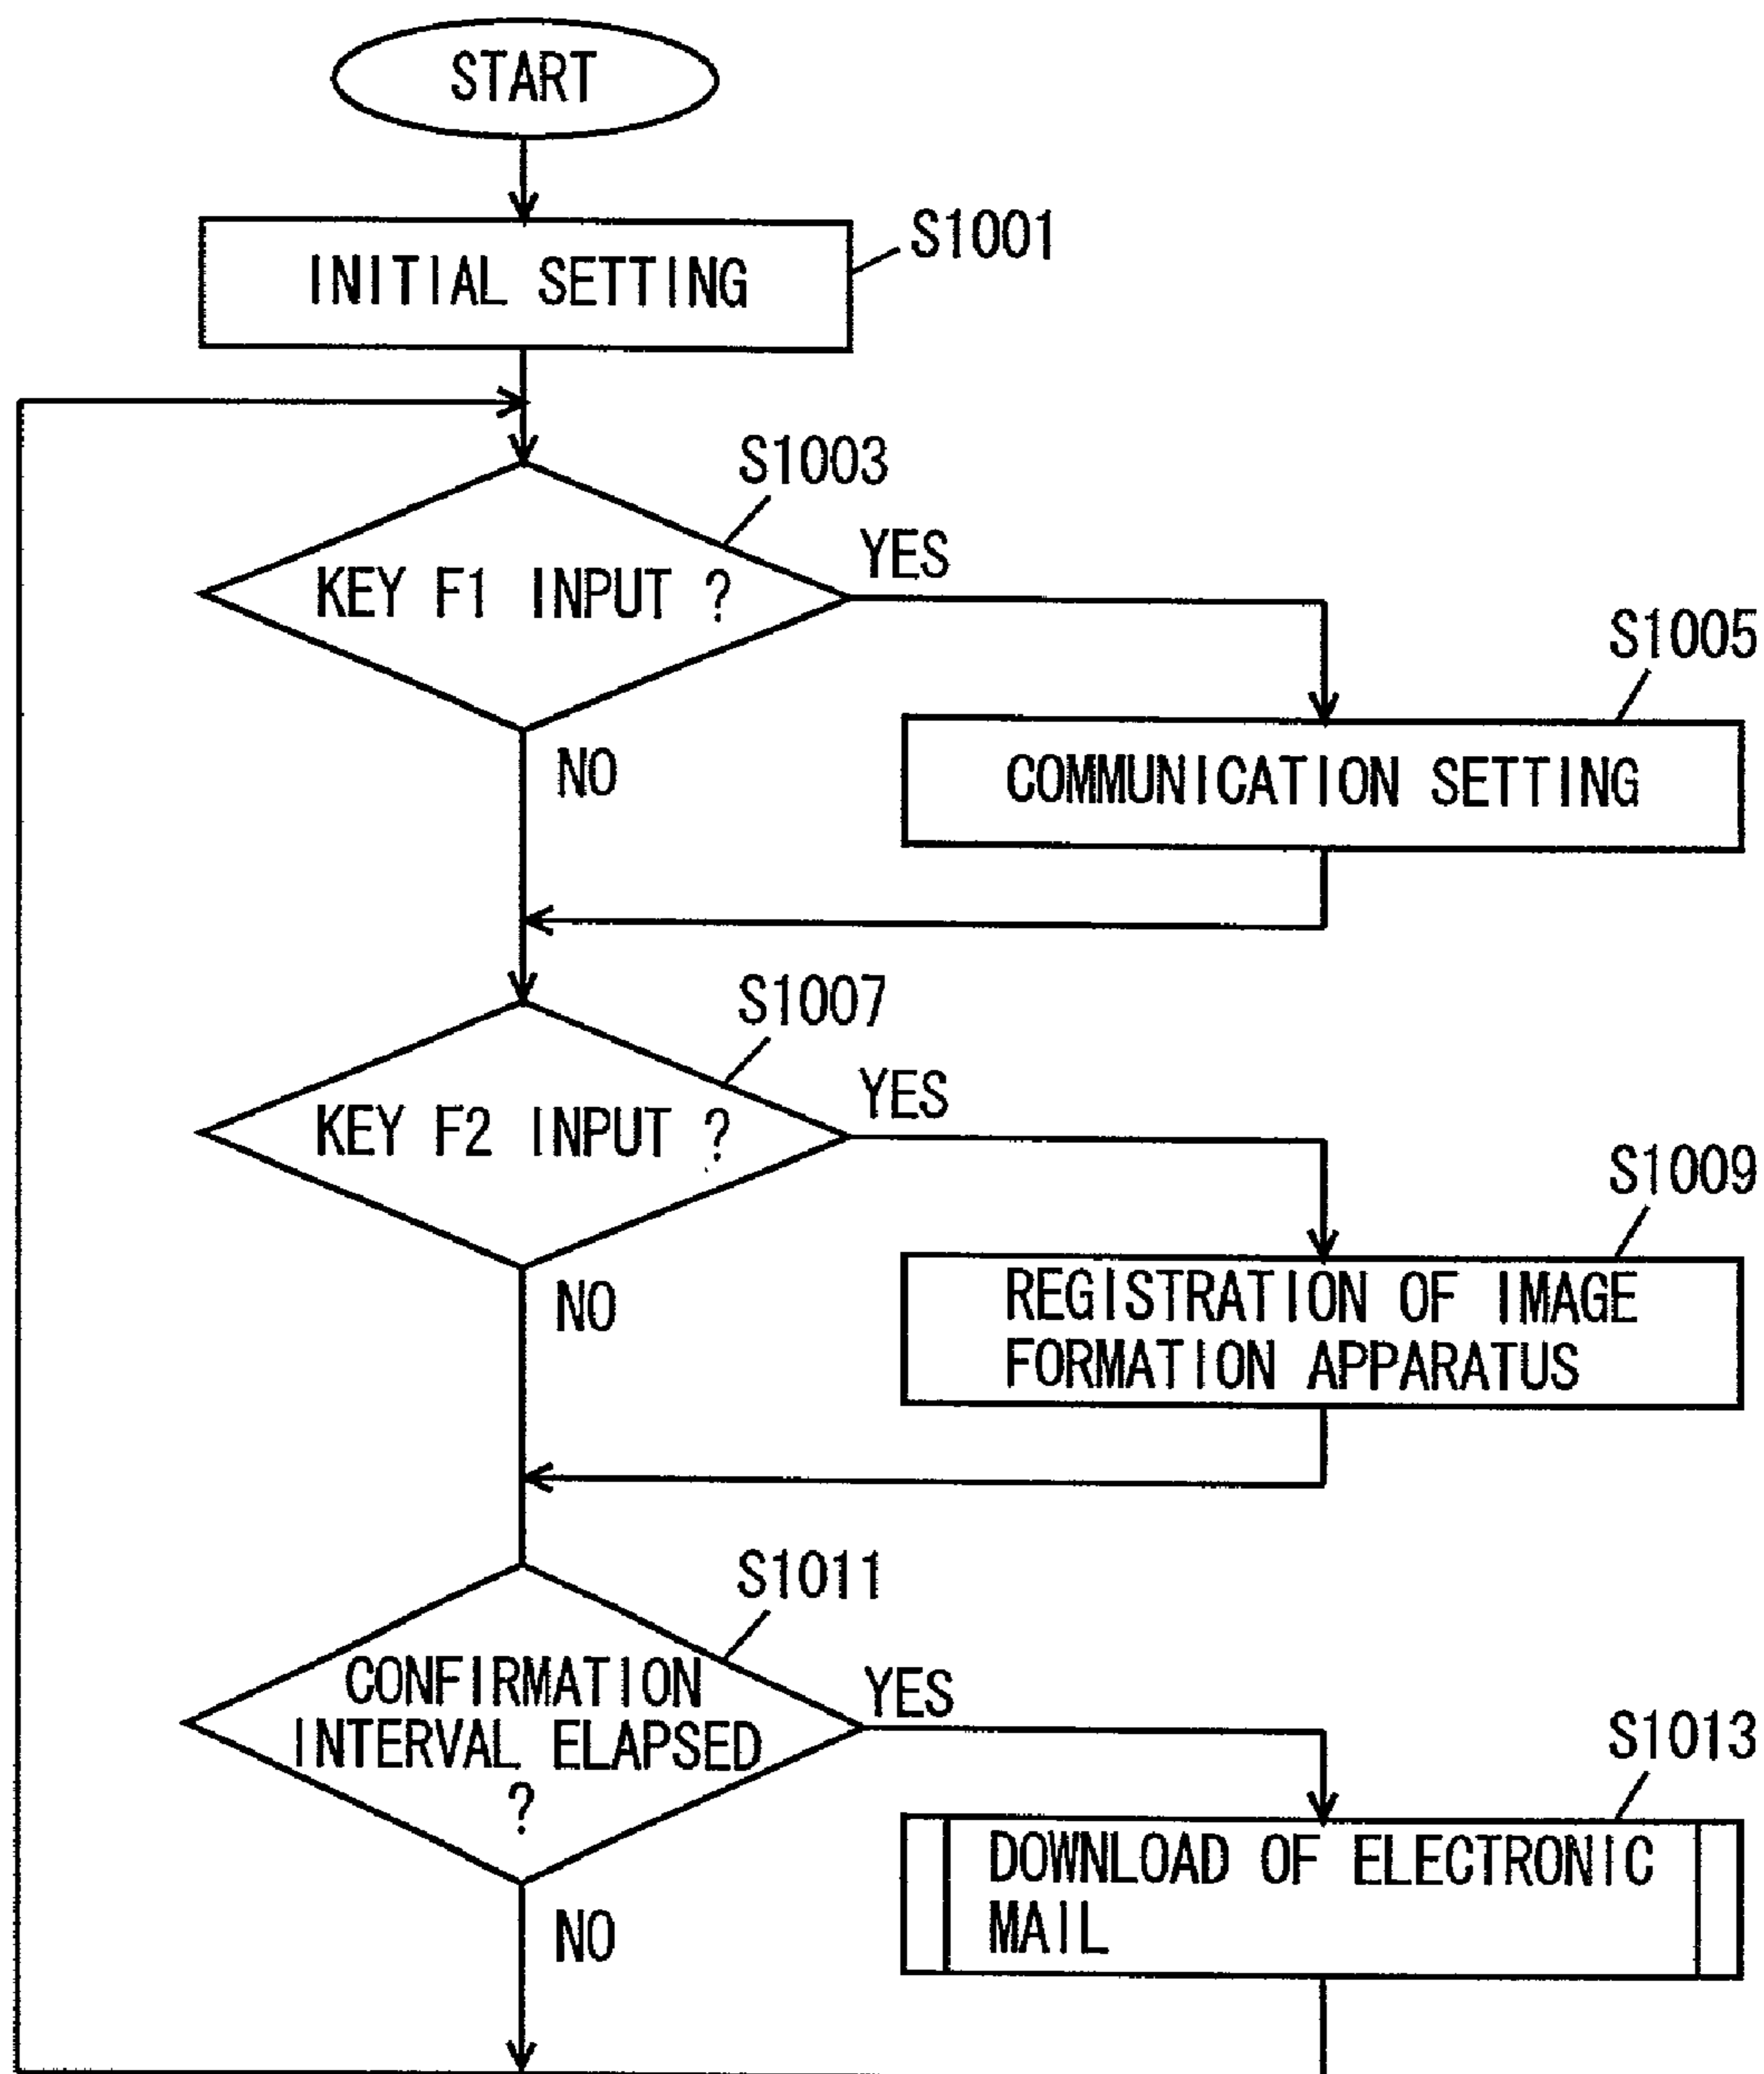 START
INITIAL SETTING
S1001
S1003
KEY F1 INPUT ?
YES
NO
S1005
COMMUNICATION SETTING
S1007
KEY F2 INPUT ?
YES
NO
S1009
REGISTRATION OF IMAGE
FORMATION APPARATUS
S1011
CONFIRMATION
INTERVAL ELAPSED
?
YES
NO
S1013
DOWNLOAD OF ELECTRONIC
MAIL